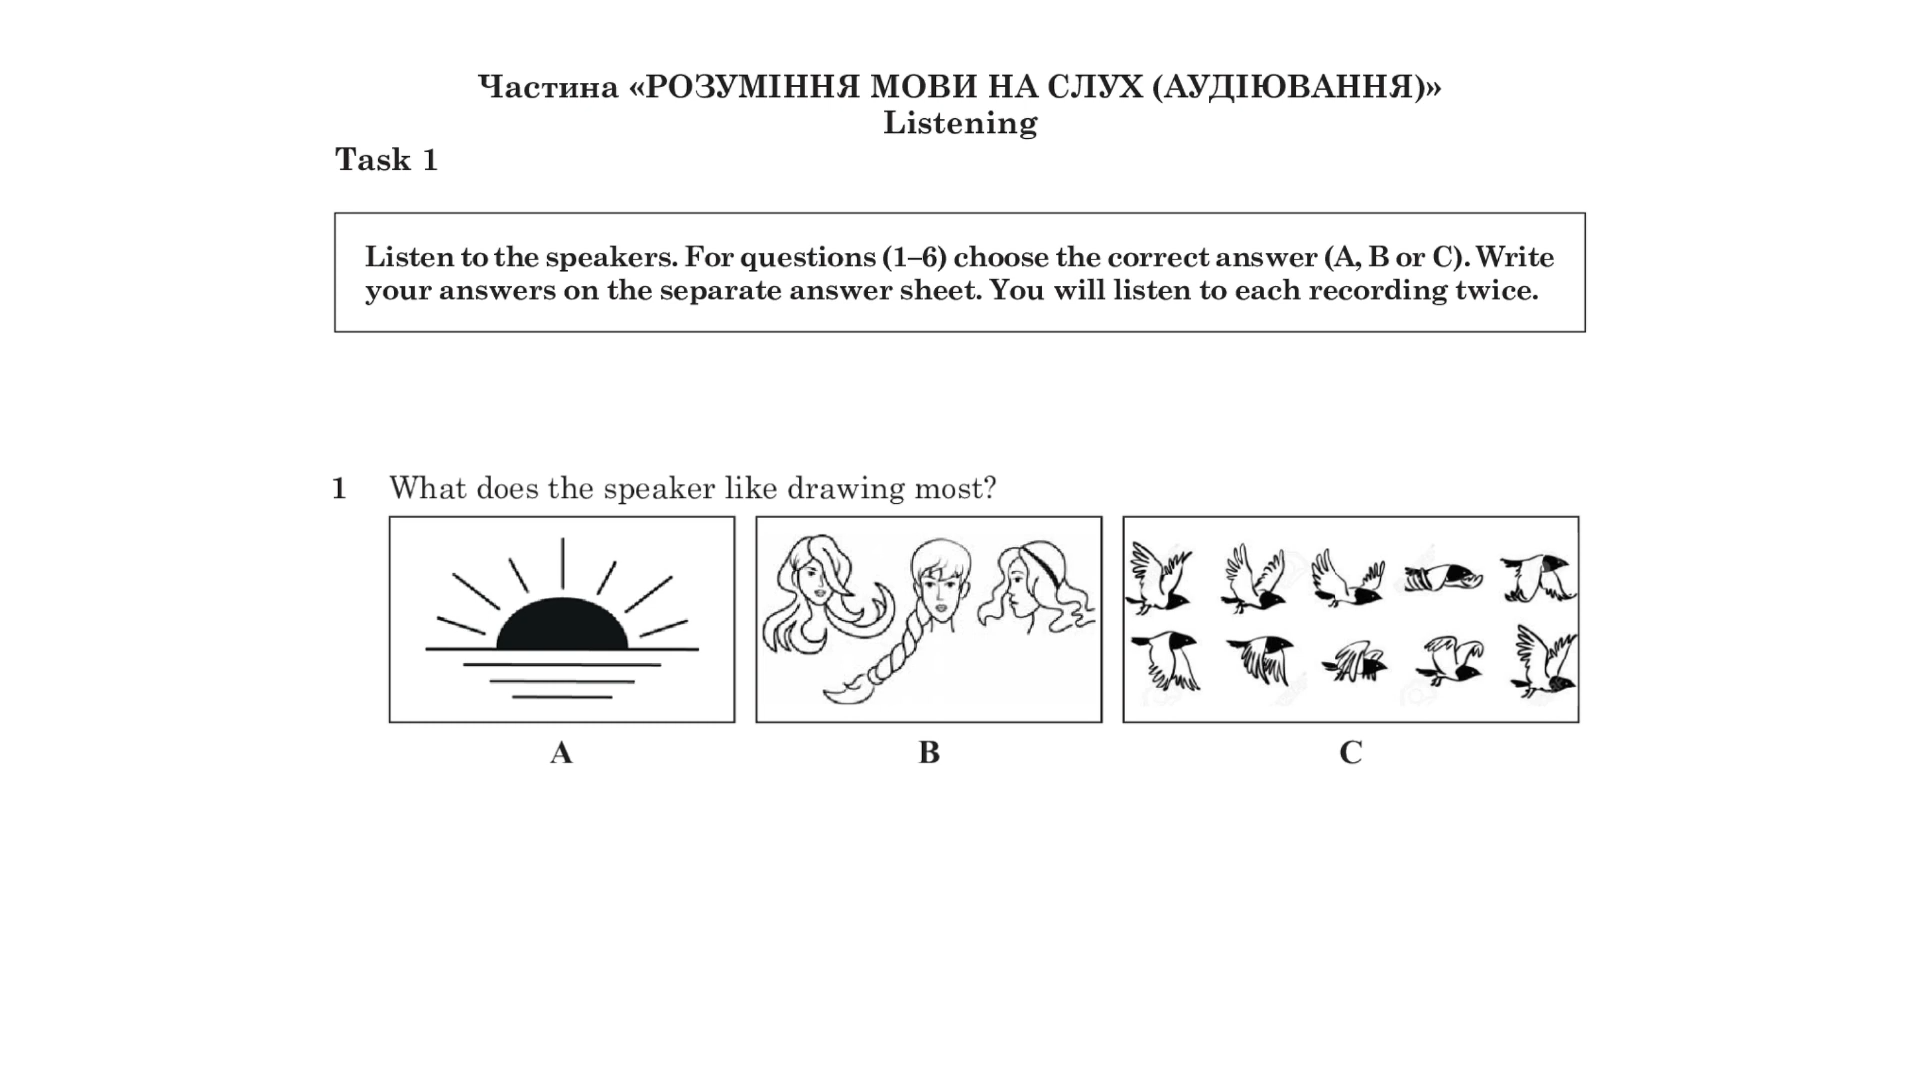 Частина «РОЗУМІННЯ МОВИ НА СЛУХ (АУДІЮВАННЯ)»
Listening
Task 1
Listen to the speakers. For questions (1–6) choose the correct answer (A, B or C). Write
your answers on the separate answer sheet. You will listen to each recording twice.
1 What does the speaker like drawing most?
A B C